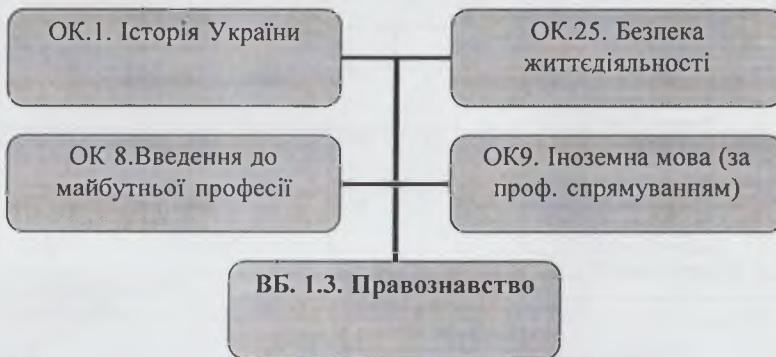 ОК.1. Історія України
ОК.25. Безпека
життєдіяльності
ОК 8.Введення до
майбутньої професії
ОК9. Іноземна мова (за
проф. спрямуванням)
ВБ. 1.3. Правознавство